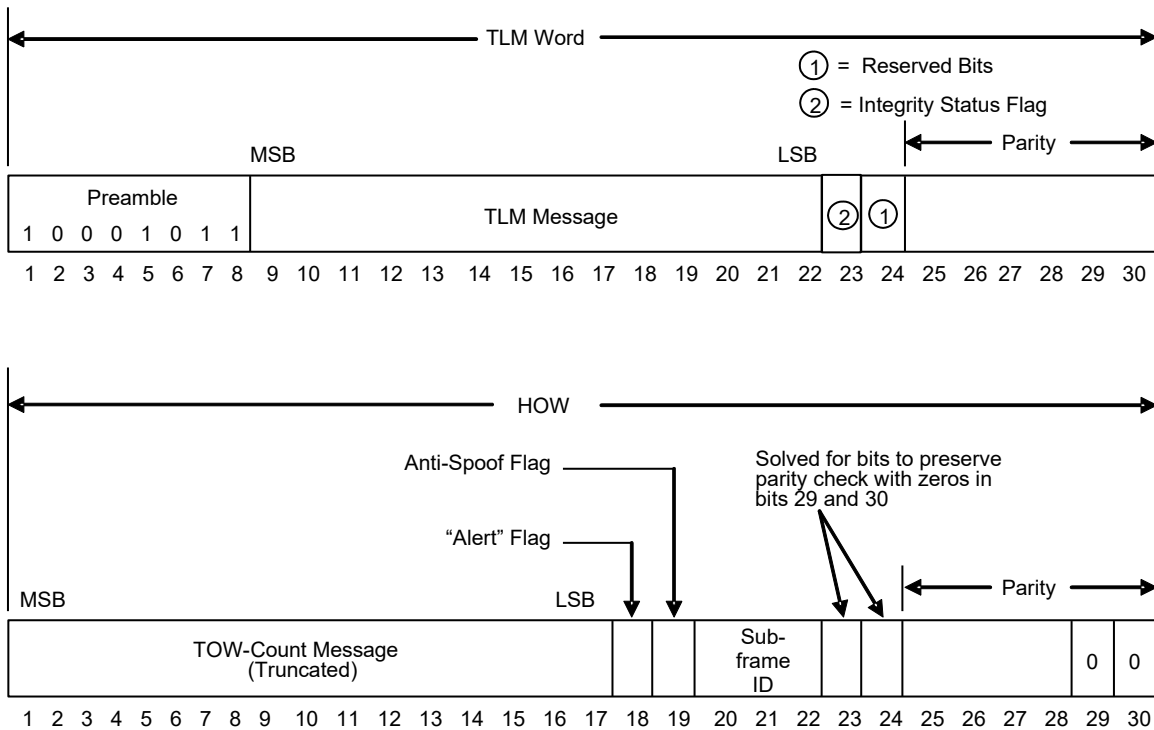 TLM Word
① = Reserved Bits
② = Integrity Status Flag
Parity
MSB
LSB
Preamble
1 0 0 0 1 0 1 1
TLM Message
② ①
1 2 3 4 5 6 7 8 9 10 11 12 13 14 15 16 17 18 19 20 21 22 23 24 25 26 27 28 29 30
HOW
Anti-Spoof Flag
“Alert” Flag
Solved for bits to preserve
parity check with zeros in
bits 29 and 30
Parity
MSB
LSB
TOW-Count Message
(Truncated)
Sub-
frame
ID
0 0
1 2 3 4 5 6 7 8 9 10 11 12 13 14 15 16 17 18 19 20 21 22 23 24 25 26 27 28 29 30